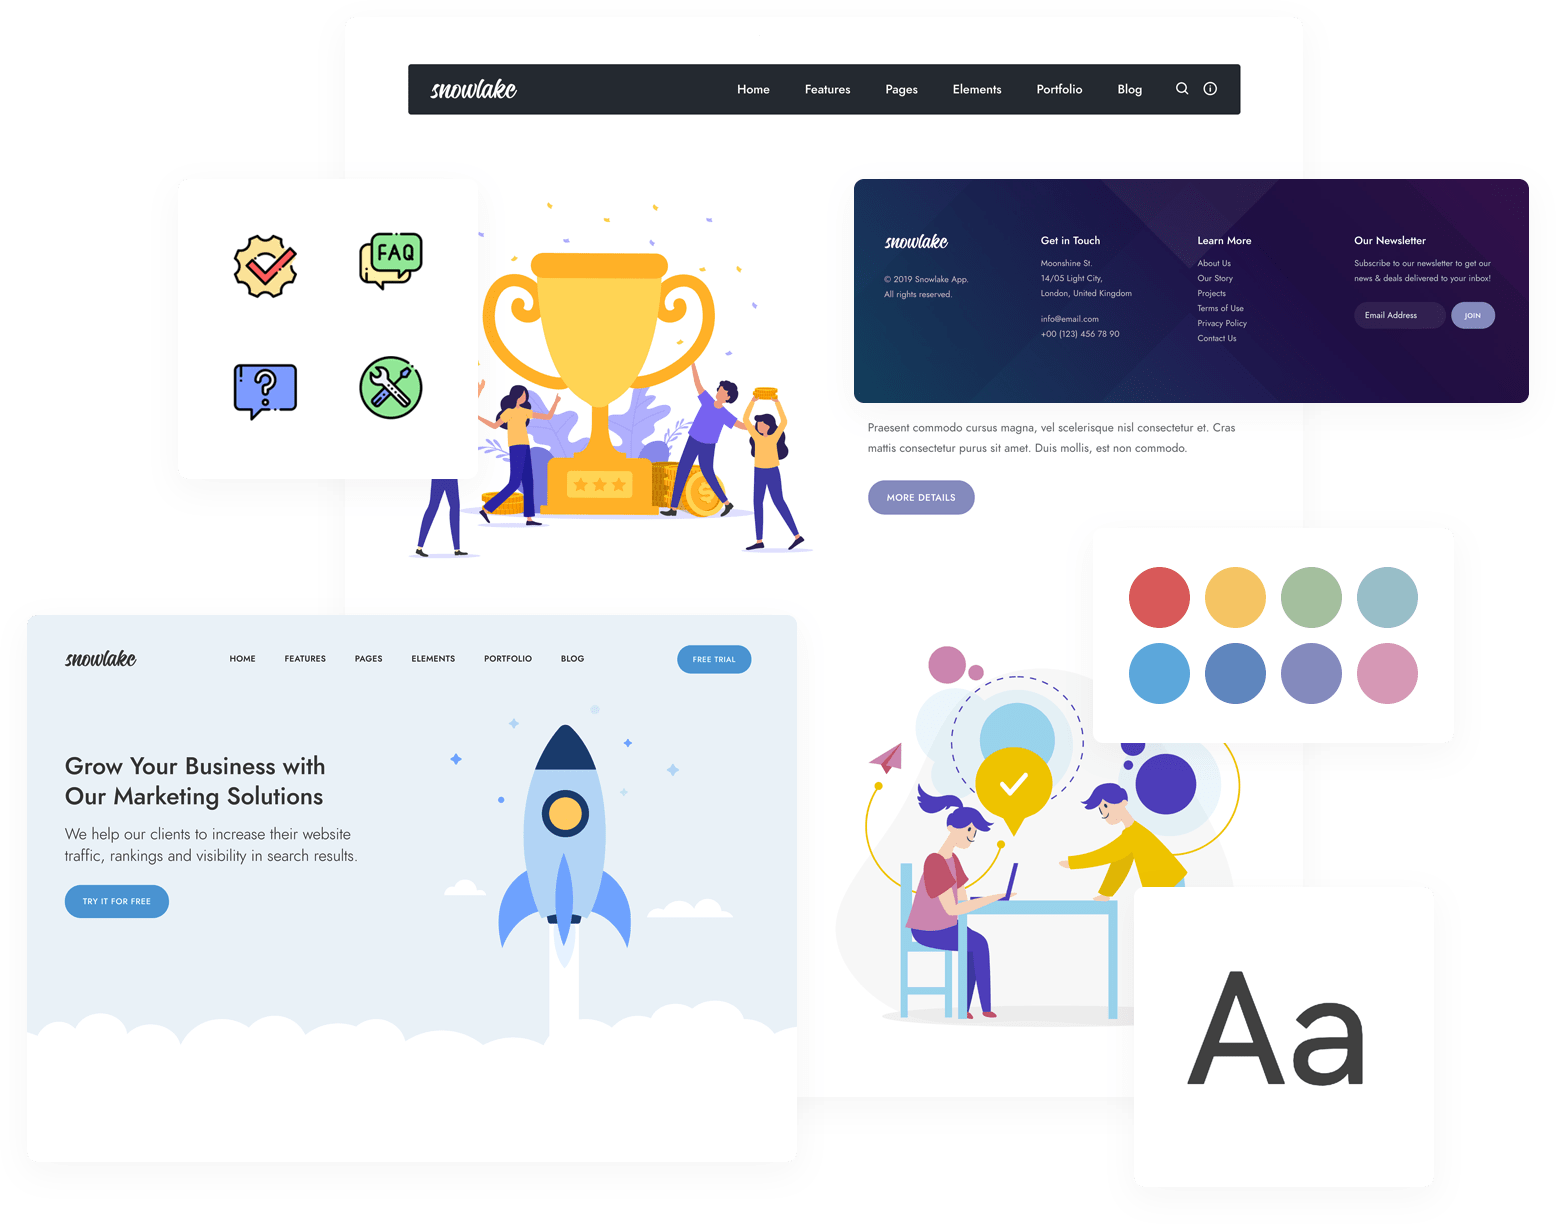 snowlake
Home Features Pages Elements Portfolio Blog
FAQ
?
snowlake
© 2019 Snowlake App.
All rights reserved.
Get in Touch
Moonshine St.
14/05 Light City,
London, United Kingdom
info@email.com
+00 (123) 456 78 90
Learn More
About Us
Our Story
Projects
Terms of Use
Privacy Policy
Contact Us
Our Newsletter
Subscribe to our newsletter to get our
news & deals delivered to your inbox!
Email Address
JOIN
$
Praesent commodo cursus magna, vel scelerisque nisl consectetur et. Cras
mattis consectetur purus sit amet. Duis mollis, est non commodo.
MORE DETAILS
snowlake
HOME FEATURES PAGES ELEMENTS PORTFOLIO BLOG
FREE TRIAL
Grow Your Business with
Our Marketing Solutions
We help our clients to increase their website
traffic, rankings and visibility in search results.
TRY IT FOR FREE
Aa